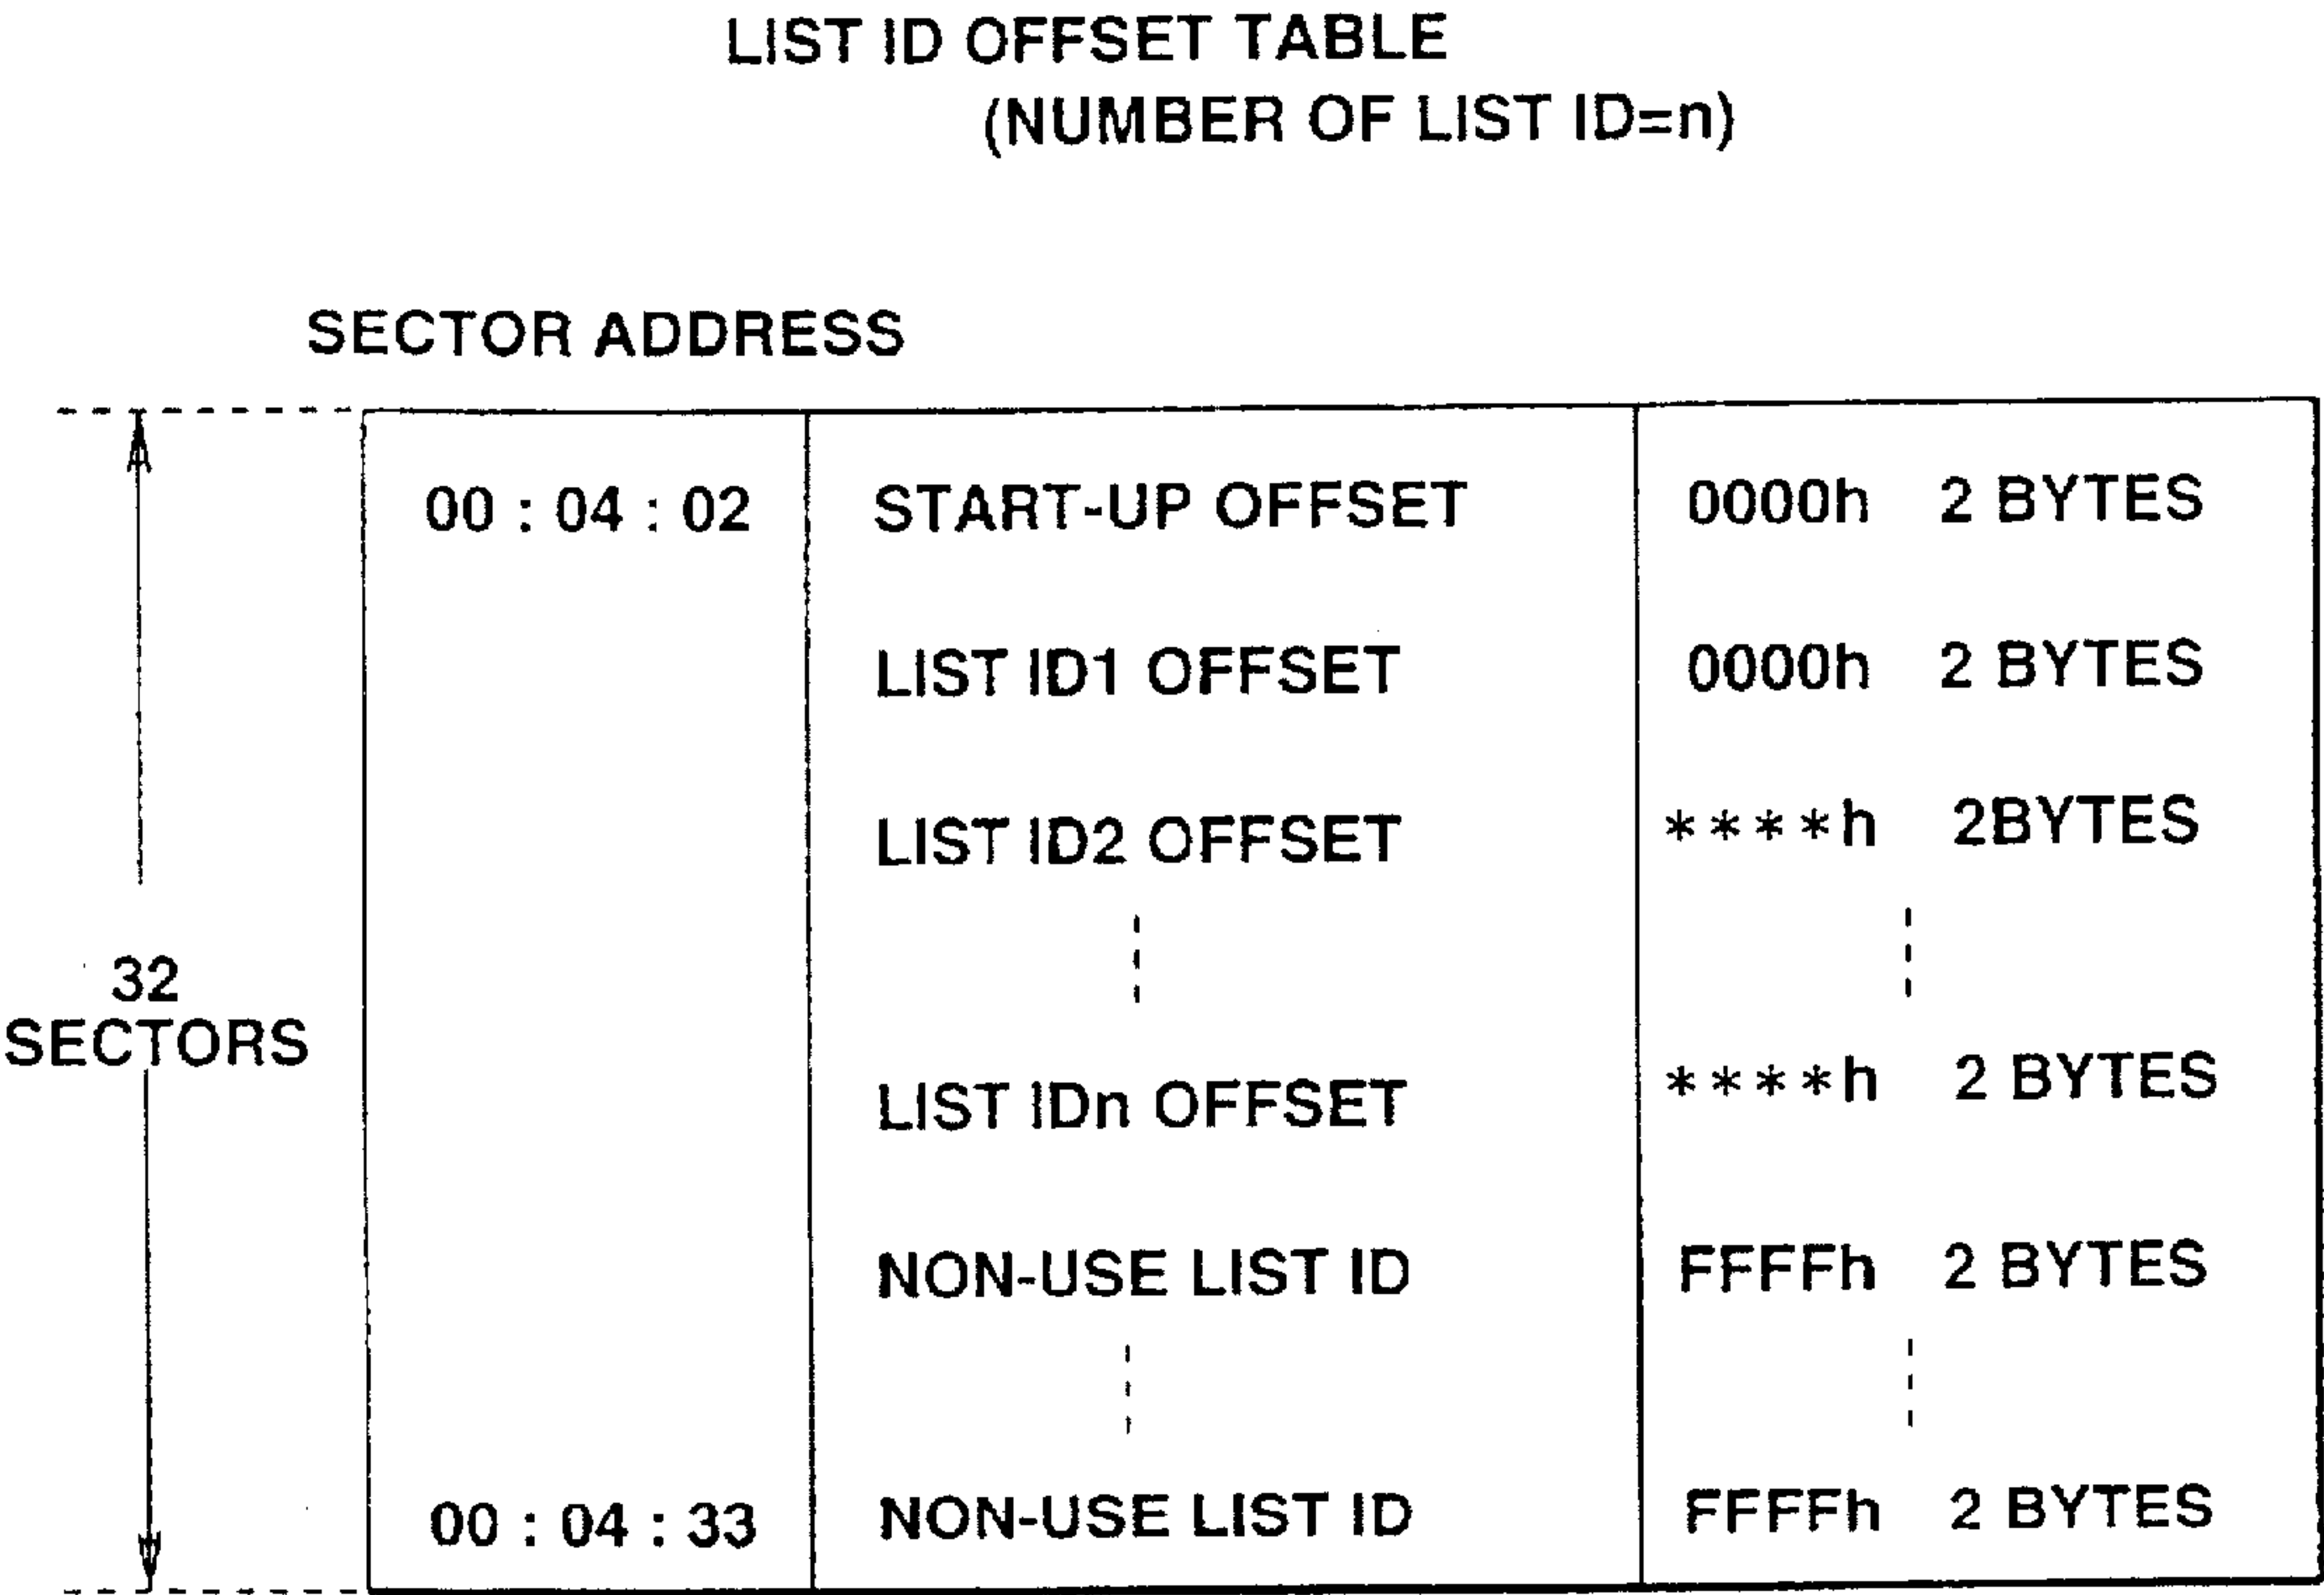 LIST ID OFFSET TABLE
(NUMBER OF LIST ID=n)
SECTOR ADDRESS
00 : 04 : 02 START-UP OFFSET 0000h 2 BYTES
LIST ID1 OFFSET 0000h 2 BYTES
LIST ID2 OFFSET ****h 2BYTES
32
SECTORS
LIST IDn OFFSET ****h 2 BYTES
NON-USE LIST ID FFFFh 2 BYTES
00 : 04 : 33 NON-USE LIST ID FFFFh 2 BYTES